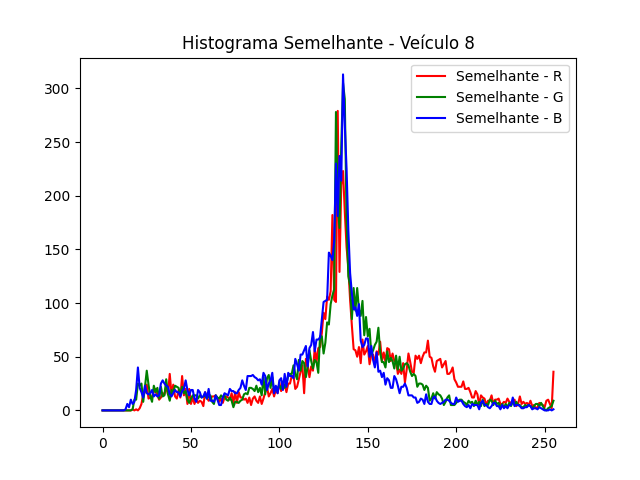 Histograma Semelhante - Veículo 8
Semelhante - R
Semelhante - G
Semelhante - B
300
250
200
150
100
50
0
0 50 100 150 200 250